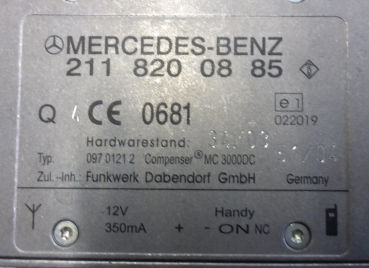 MERCEDES-BENZ
211 820 08 85
Q 4 CE 0681 e1
022019
Hardwarestand:
Typ: 097 0121 2 Compenser® MC 3000DC
Zul.-Inh.: Funkwerk Dabendorf GmbH Germany
-12V Handy
350mA + - ON NC